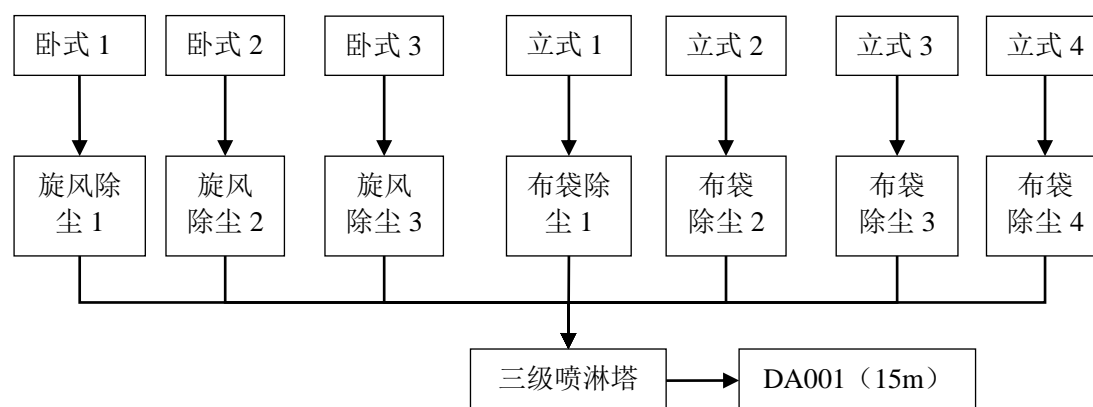 卧式 1
卧式 2
卧式 3
立式 1
立式 2
立式 3
立式 4
旋风除
尘 1
旋风
除尘 2
旋风
除尘 3
布袋除
尘 1
布袋
除尘 2
布袋
除尘 3
布袋
除尘 4
三级喷淋塔
DA001（15m）